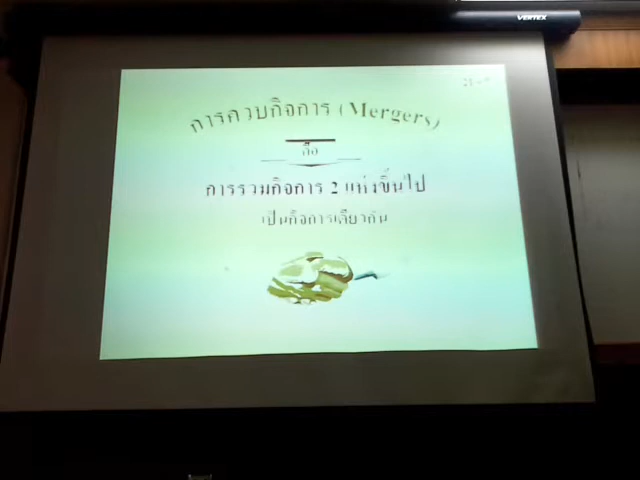 VERTEX
การควบกิจการ (Mergers)
คือ
การรวมกิจการ 2 แห่งขึ้นไป
เป็นกิจการเดียวกัน